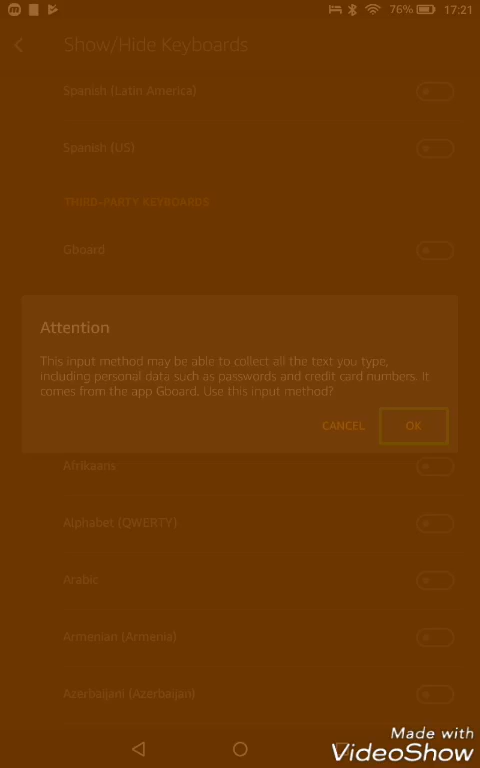 76% 17:21
Show/Hide Keyboards
Spanish (Latin America)
Spanish (US)
THIRD-PARTY KEYBOARDS
Gboard
Attention
This input method may be able to collect all the text you type,
including personal data such as passwords and credit card numbers. It
comes from the app Gboard. Use this input method?
CANCEL OK
Afrikaans
Alphabet (QWERTY)
Arabic
Armenian (Armenia)
Azerbaijani (Azerbaijan)
Made with
VideoShow